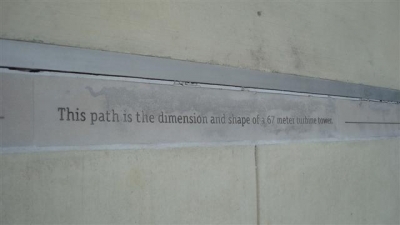 This path is the dimension and shape of a 67 meter turbine tower.